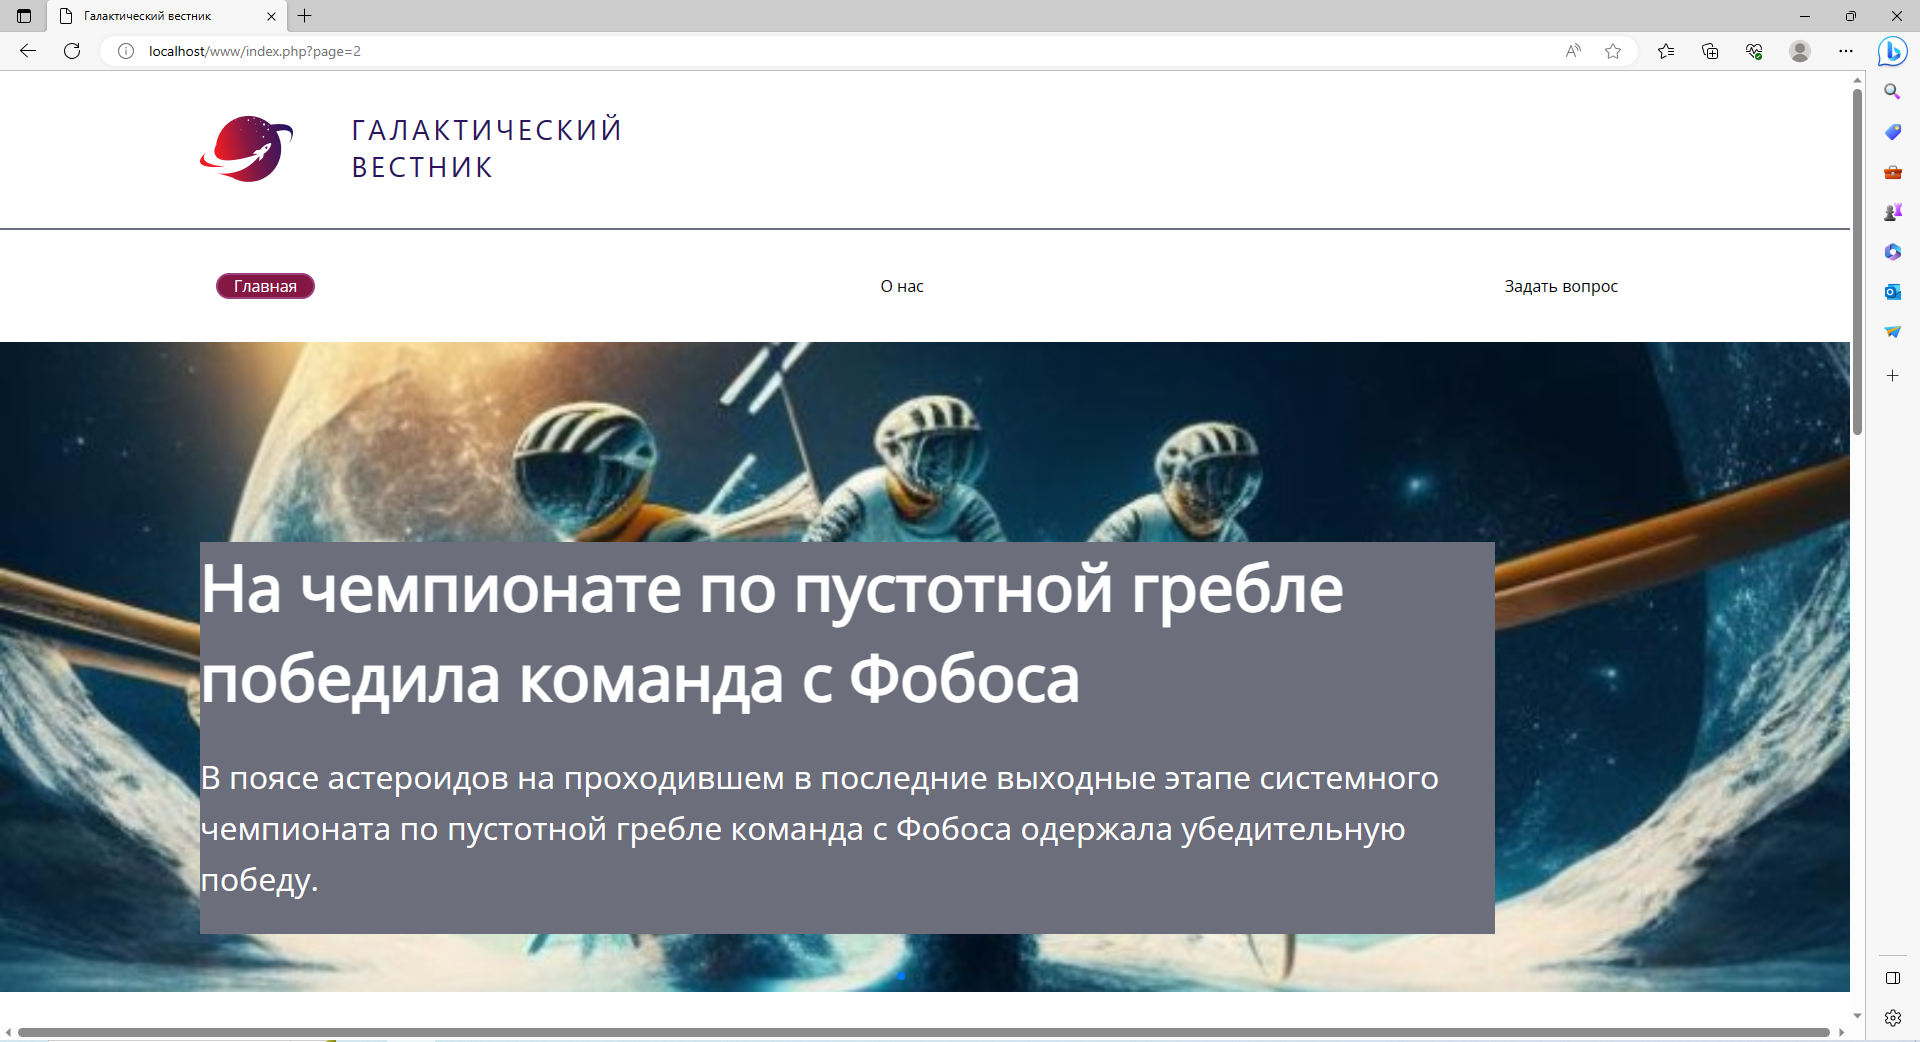 Галактический вестник
localhost/www/index.php?page=2
ГАЛАКТИЧЕСКИЙ
ВЕСТНИК
Главная
О нас
Задать вопрос
На чемпионате по пустотной гребле
победила команда с Фобоса
В поясе астероидов на проходившем в последние выходные этапе системного
чемпионата по пустотной гребле команда с Фобоса одержала убедительную
победу.